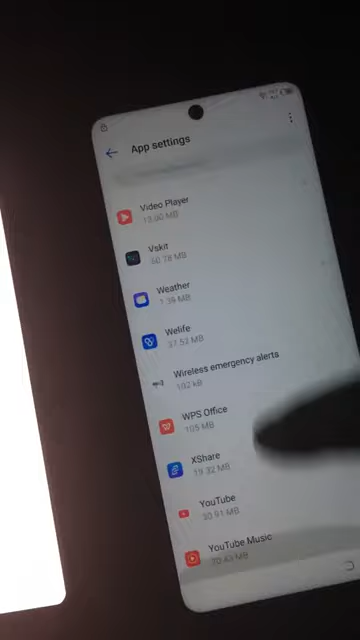 App settings
Video Player
13.00 MB
Vskit
60.78 MB
Weather
1.39 MB
Welife
37.52 MB
Wireless emergency alerts
102 kB
WPS Office
105 MB
XShare
19.32 MB
YouTube
30.91 MB
YouTube Music
70.43 MB